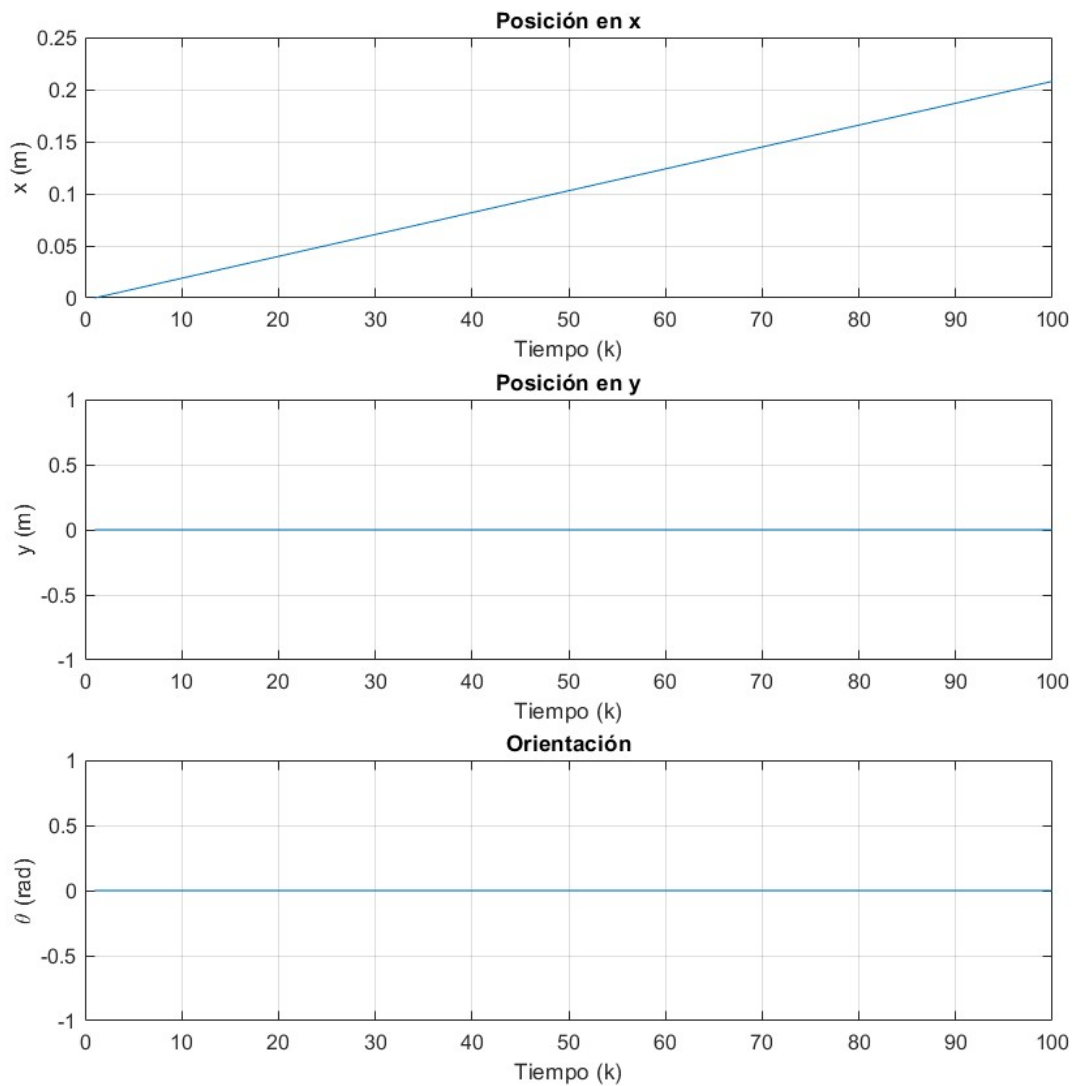 Posición en x
0.25
0.2
0.15
0.1
0.05
0
x (m)
0 10 20 30 40 50 60 70 80 90 100
Tiempo (k)
Posición en y
1
0.5
0
-0.5
-1
y (m)
0 10 20 30 40 50 60 70 80 90 100
Tiempo (k)
Orientación
1
0.5
0
-0.5
-1
θ (rad)
0 10 20 30 40 50 60 70 80 90 100
Tiempo (k)